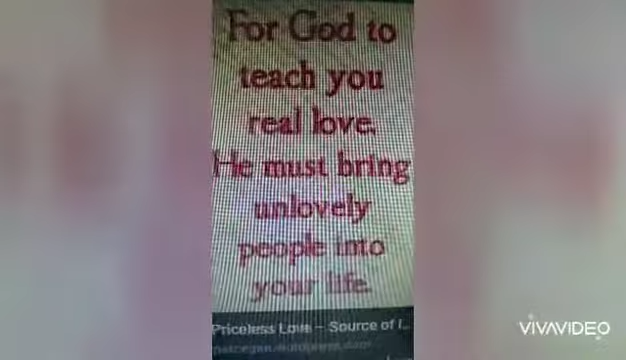 For God to
teach you
real love.
He must bring
unlovely
people into
your life.
Priceless Love – Source of I...
VIVAVIDEO